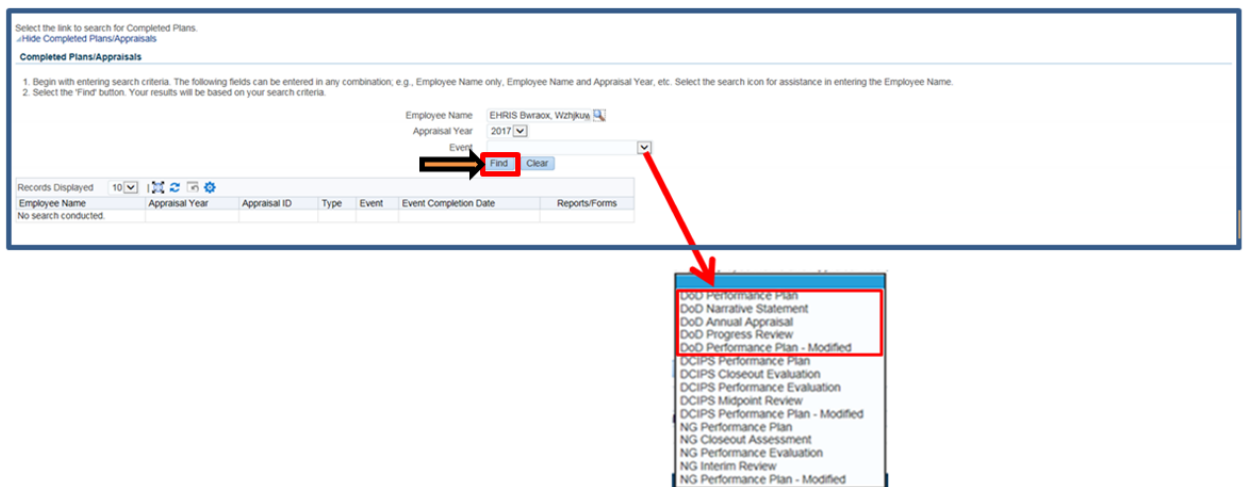 Select the link to search for Completed Plans.
Hide Completed Plans/Appraisals
Completed Plans/Appraisals
1. Begin with entering search criteria. The following fields can be entered in any combination; e.g., Employee Name only, Employee Name and Appraisal Year, etc. Select the search icon for assistance in entering the Employee Name.
2. Select the 'Find' button. Your results will be based on your search criteria.
Employee Name EHRIS Bwraox, Wzhjkuw
Appraisal Year 2017
Event
Find Clear
Records Displayed 10
Employee Name Appraisal Year Appraisal ID Type Event Event Completion Date Reports/Forms
No search conducted.
DoD Performance Plan
DoD Narrative Statement
DoD Annual Appraisal
DoD Progress Review
DoD Performance Plan - Modified
DCIPS Performance Plan
DCIPS Closeout Evaluation
DCIPS Performance Evaluation
DCIPS Midpoint Review
DCIPS Performance Plan - Modified
NG Performance Plan
NG Closeout Assessment
NG Performance Evaluation
NG Interim Review
NG Performance Plan - Modified